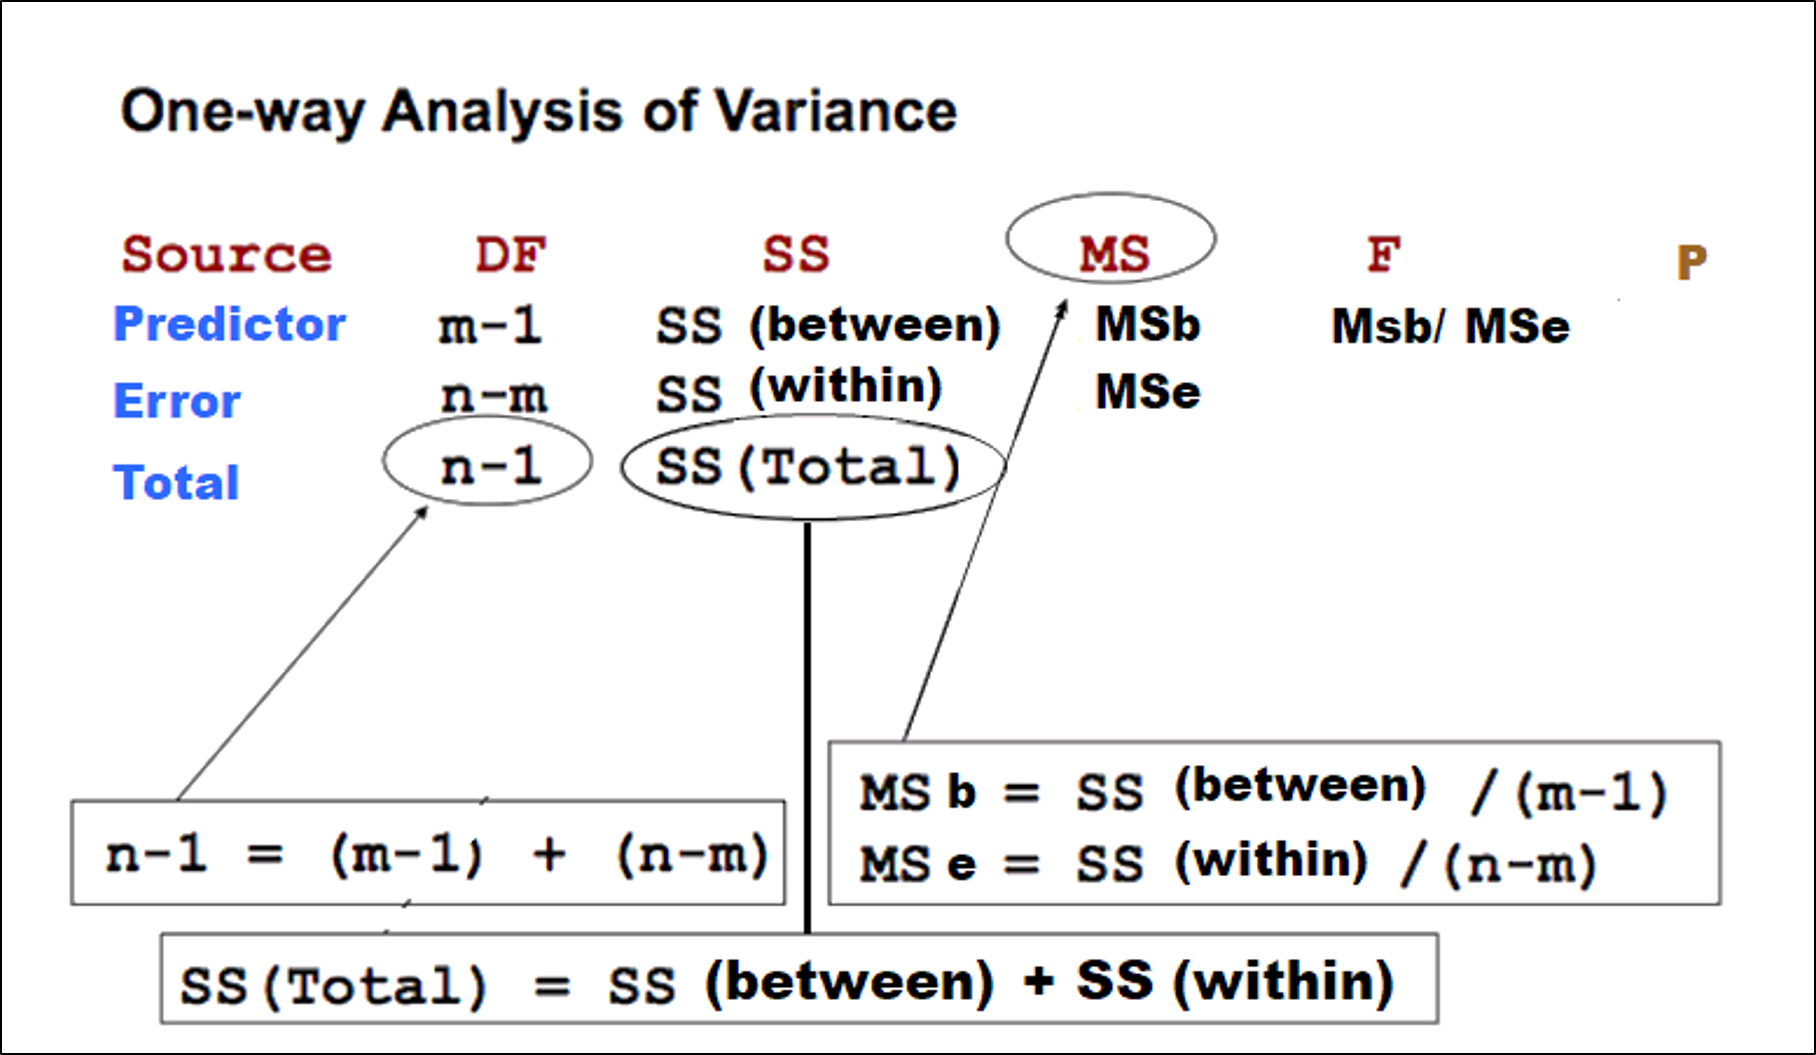 One-way Analysis of Variance
Source DF SS MS F P
Predictor m-1 SS (between) MSb Msb/ MSe
Error n-m SS (within) MSe
Total n-1 SS(Total)
n-1 = (m-1) + (n-m)
MS b = SS (between) /(m-1)
MS e = SS (within) /(n-m)
SS(Total) = SS (between) + SS (within)